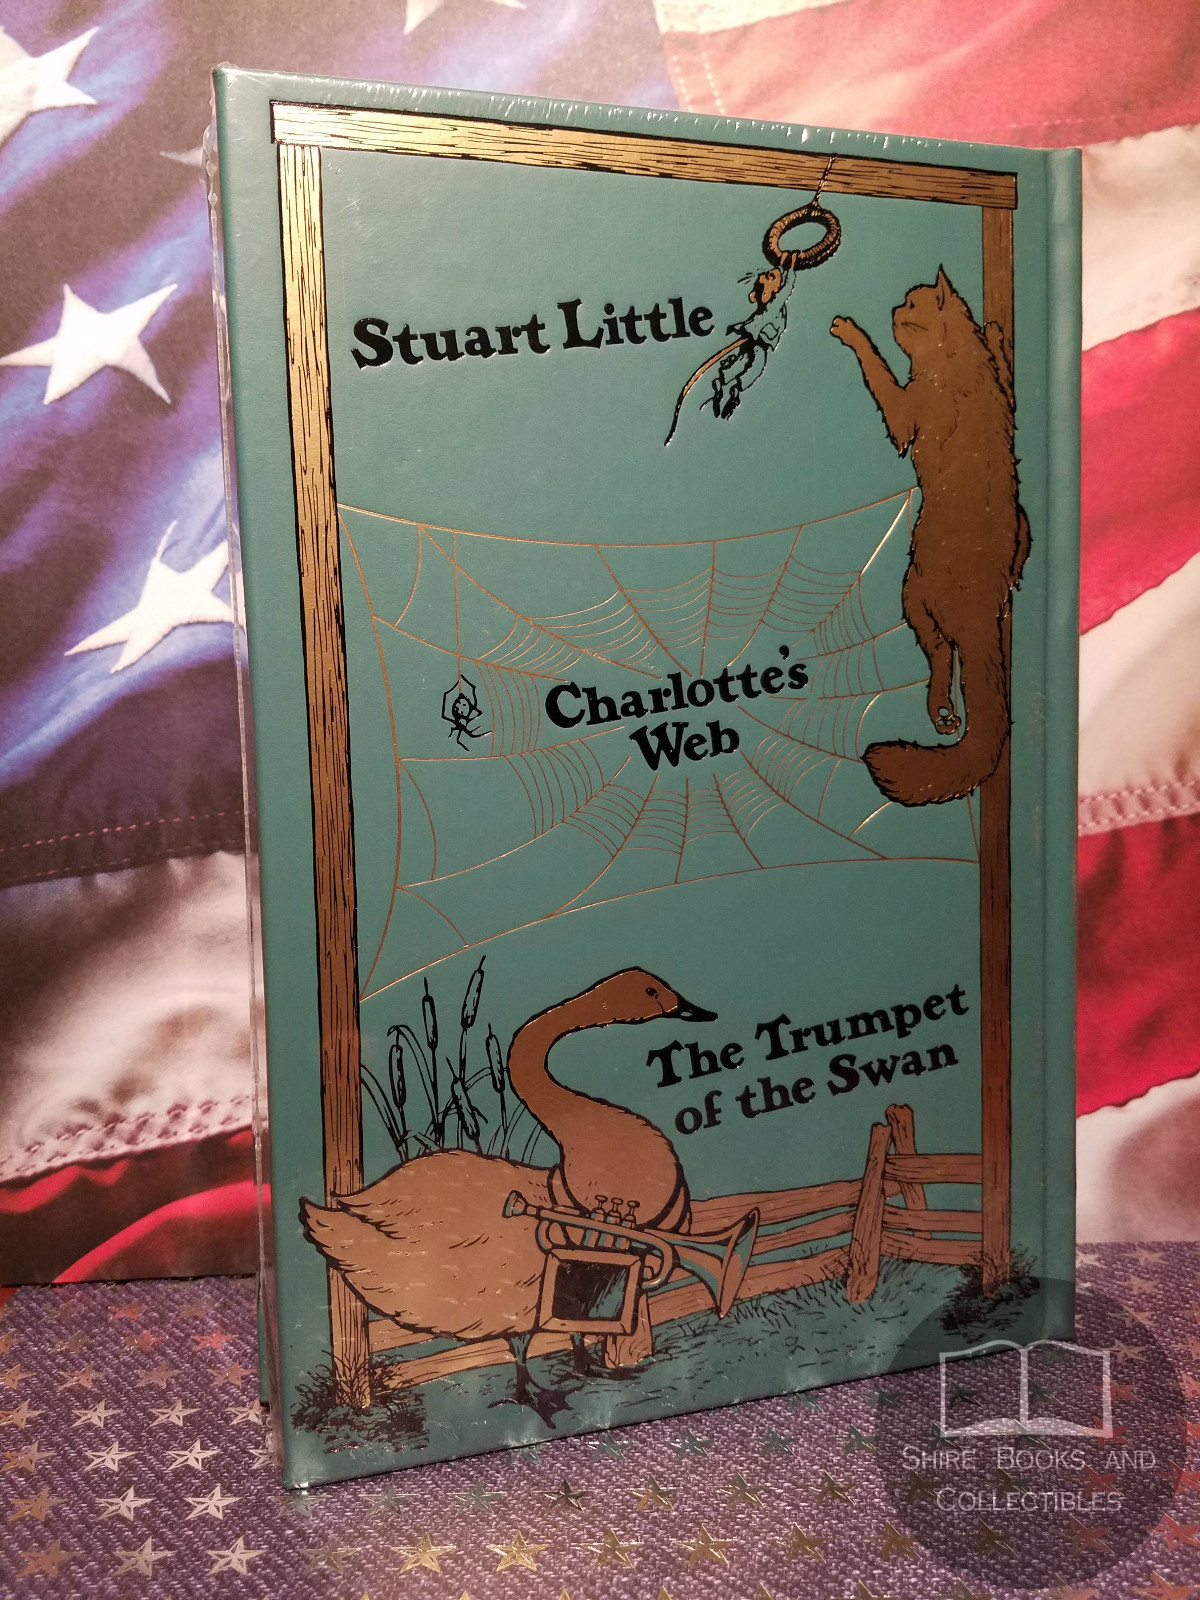 Stuart Little
Charlotte's
Web
The Trumpet
of the Swan
Shire Books and
Collectibles